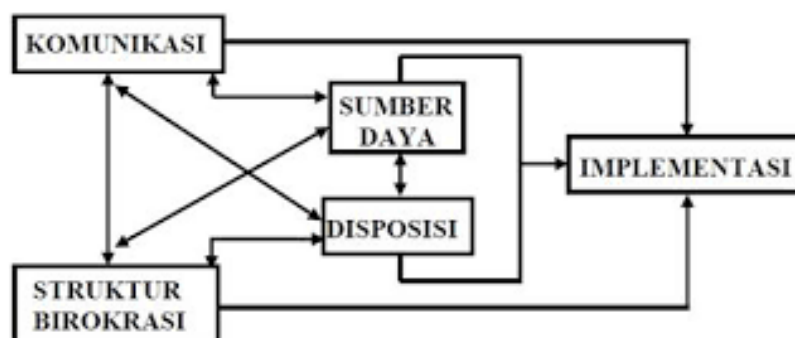 KOMUNIKASI
SUMBER
DAYA
IMPLEMENTASI
DISPOSISI
STRUKTUR
BIROKRASI